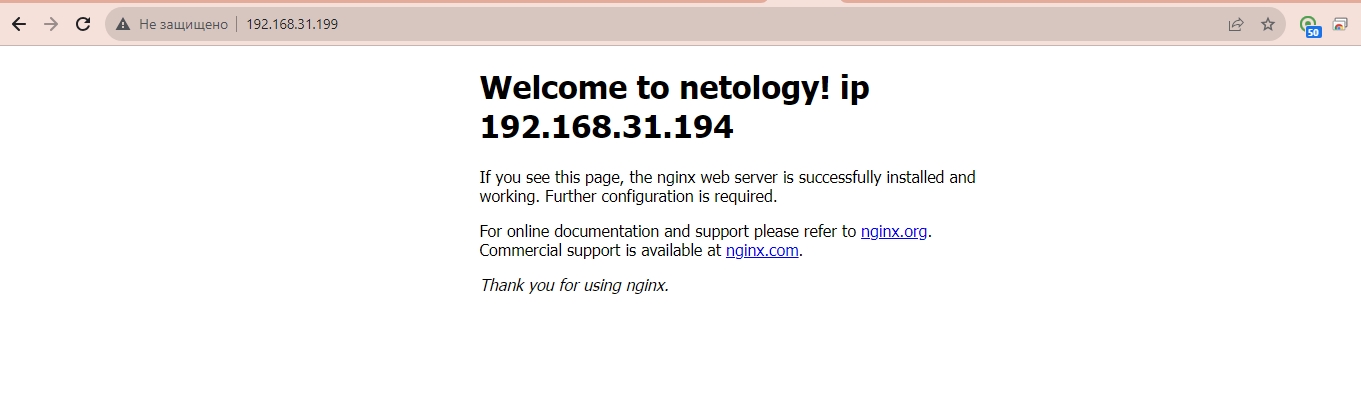 Не защищено 192.168.31.199
50
Welcome to netology! ip
192.168.31.194
If you see this page, the nginx web server is successfully installed and
working. Further configuration is required.
For online documentation and support please refer to nginx.org.
Commercial support is available at nginx.com.
Thank you for using nginx.